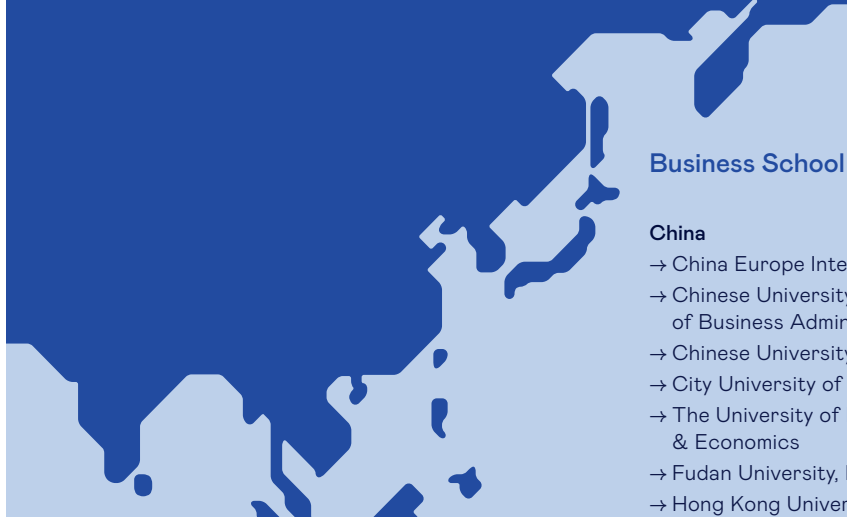 Business School
China
→ China Europe Inte
→ Chinese University
of Business Admin
→ Chinese University
→ City University of
→ The University of
& Economics
→ Fudan University,
→ Hong Kong Univer